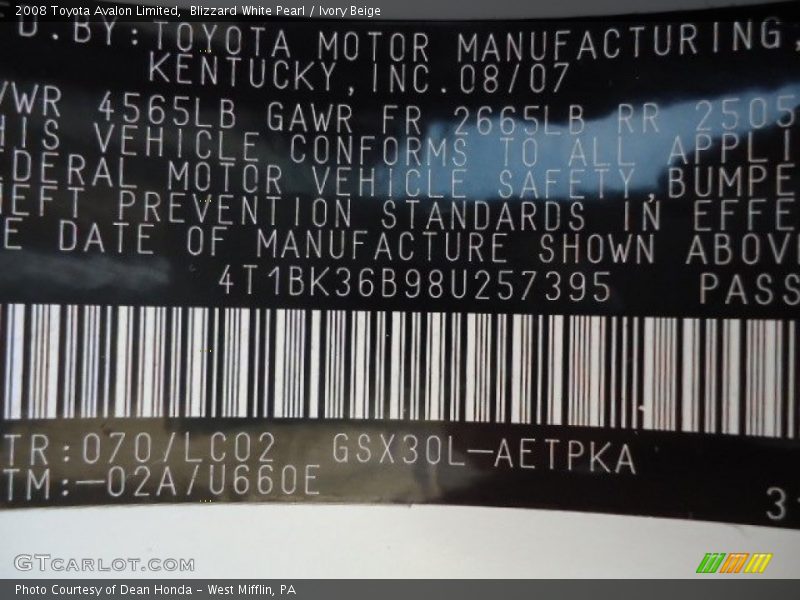 2008 Toyota Avalon Limited,  Blizzard White Pearl / Ivory Beige
D.BY:TOYOTA MOTOR MANUFACTURING,
KENTUCKY,INC.08/07
VWR 4565LB GAWR FR 2665LB RR 2505
HIS VEHICLE CONFORMS TO ALL APPLI
DERAL MOTOR VEHICLE SAFETY,BUMPE
HEFT PREVENTION STANDARDS IN EFFE
E DATE OF MANUFACTURE SHOWN ABOVE
4T1BK36B98U257395 PASS
TR:070/LC02 GSX30L-AETPKA
TM:-02A/U660E
3
GTCARLOT.COM
Photo Courtesy of Dean Honda - West Mifflin, PA